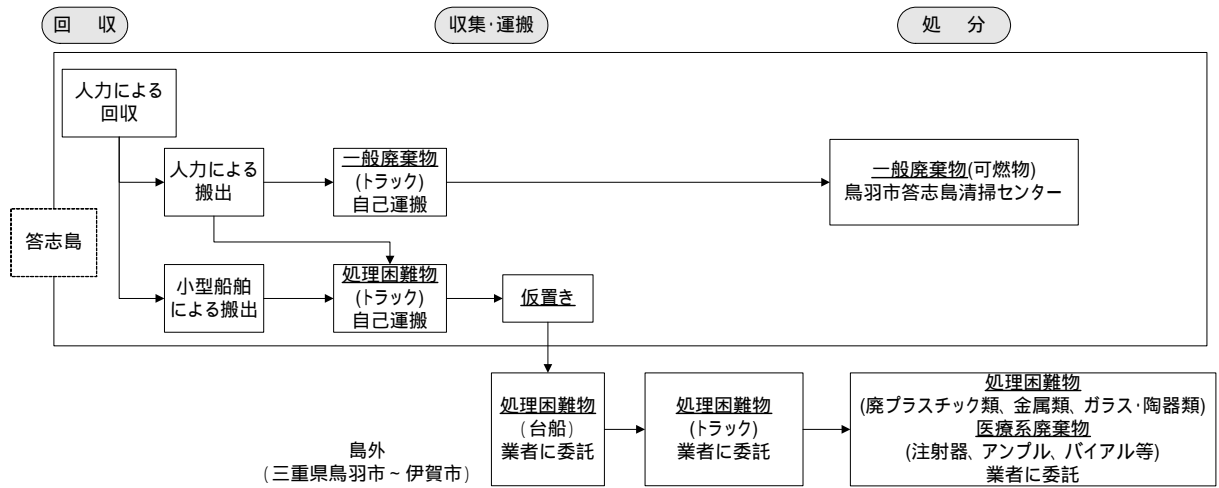 回 収
収集・運搬
処 分
人力による
回収
人力による
搬出
一般廃棄物
(トラック)
自己運搬
一般廃棄物(可燃物)
鳥羽市答志島清掃センター
答志島
小型船舶
による搬出
処理困難物
(トラック)
自己運搬
仮置き
処理困難物
(台船)
業者に委託
処理困難物
(トラック)
業者に委託
処理困難物
(廃プラスチック類、金属類、ガラス・陶器類)
医療系廃棄物
(注射器、アンプル、バイアル等)
業者に委託
島外
(三重県鳥羽市~伊賀市)